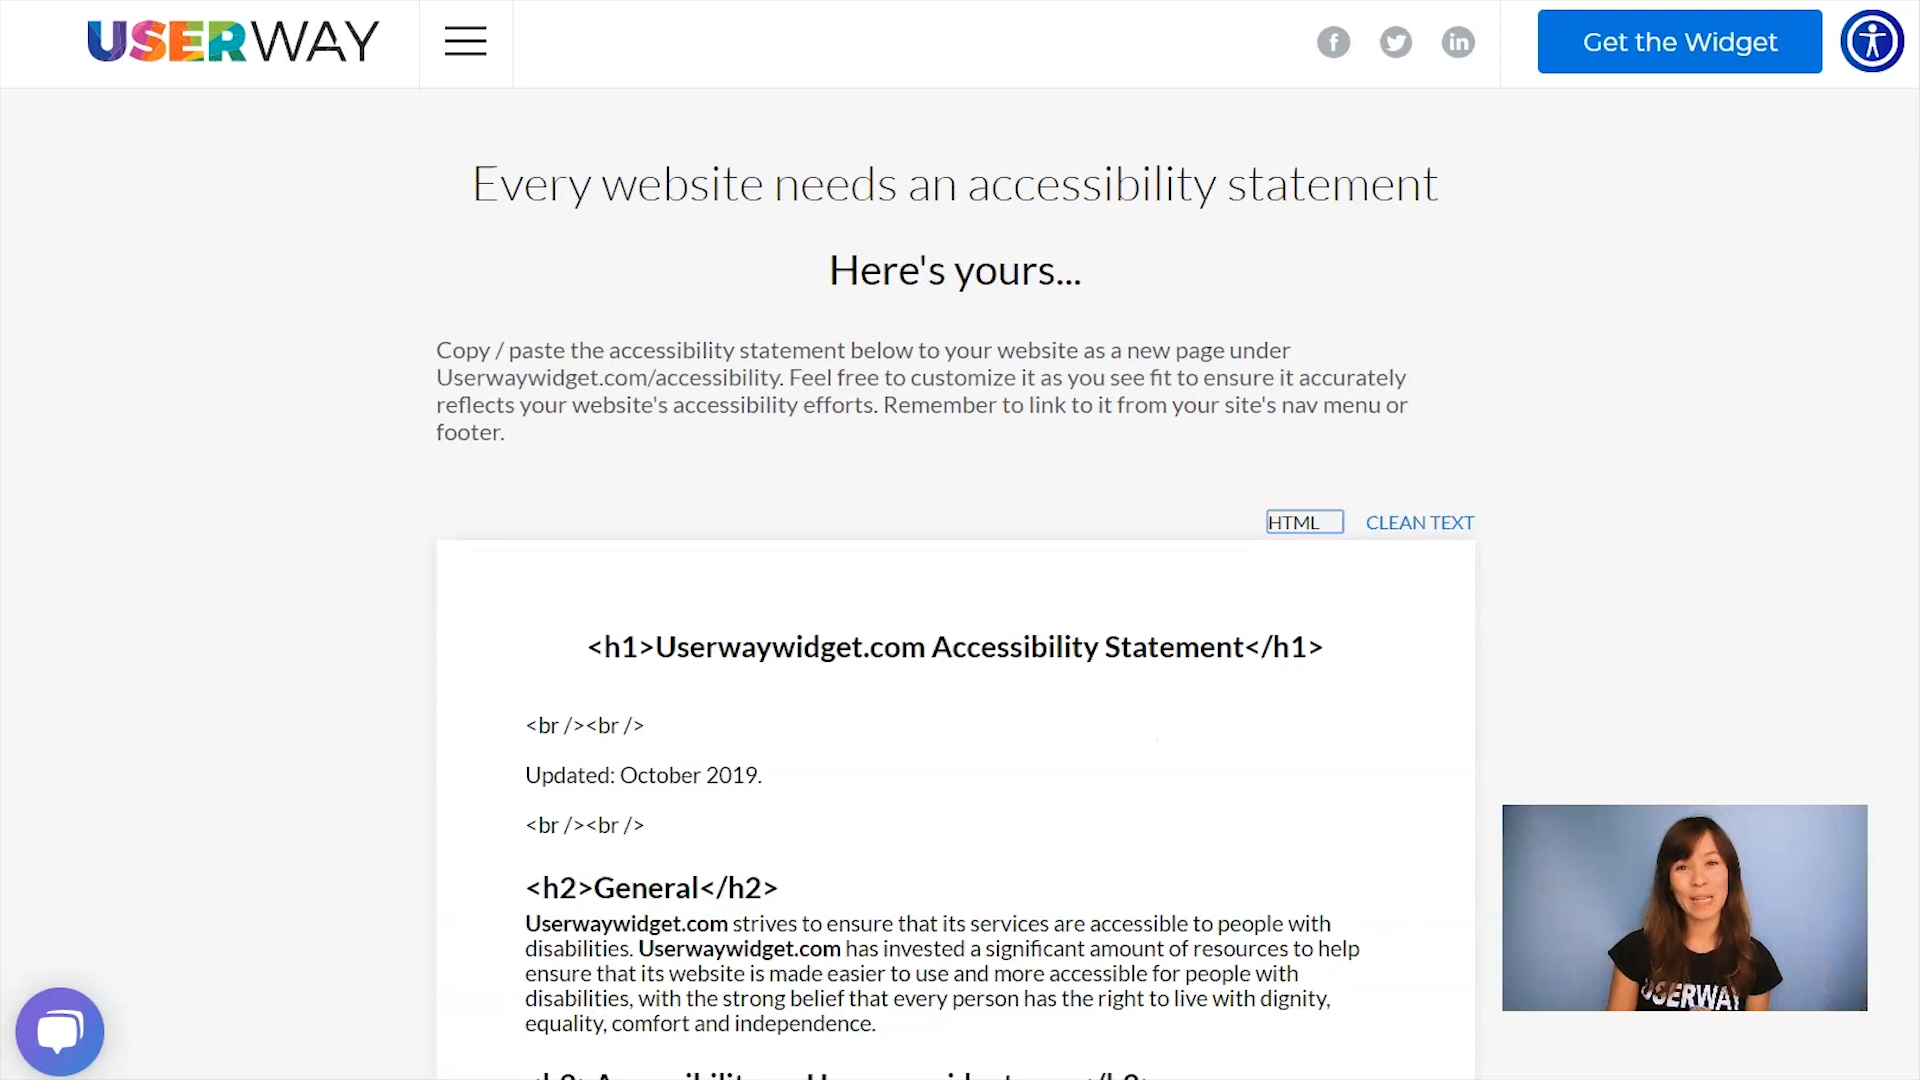 USERWAY
Get the Widget
Every website needs an accessibility statement
Here's yours...
Copy / paste the accessibility statement below to your website as a new page under
Userwaywidget.com/accessibility. Feel free to customize it as you see fit to ensure it accurately
reflects your website's accessibility efforts. Remember to link to it from your site's nav menu or
footer.
HTML CLEAN TEXT
<h1>Userwaywidget.com Accessibility Statement</h1>
<br /><br />
Updated: October 2019.
<br /><br />
<h2>General</h2>
Userwaywidget.com strives to ensure that its services are accessible to people with
disabilities. Userwaywidget.com has invested a significant amount of resources to help
ensure that its website is made easier to use and more accessible for people with
disabilities, with the strong belief that every person has the right to live with dignity,
equality, comfort and independence.
USERWAY